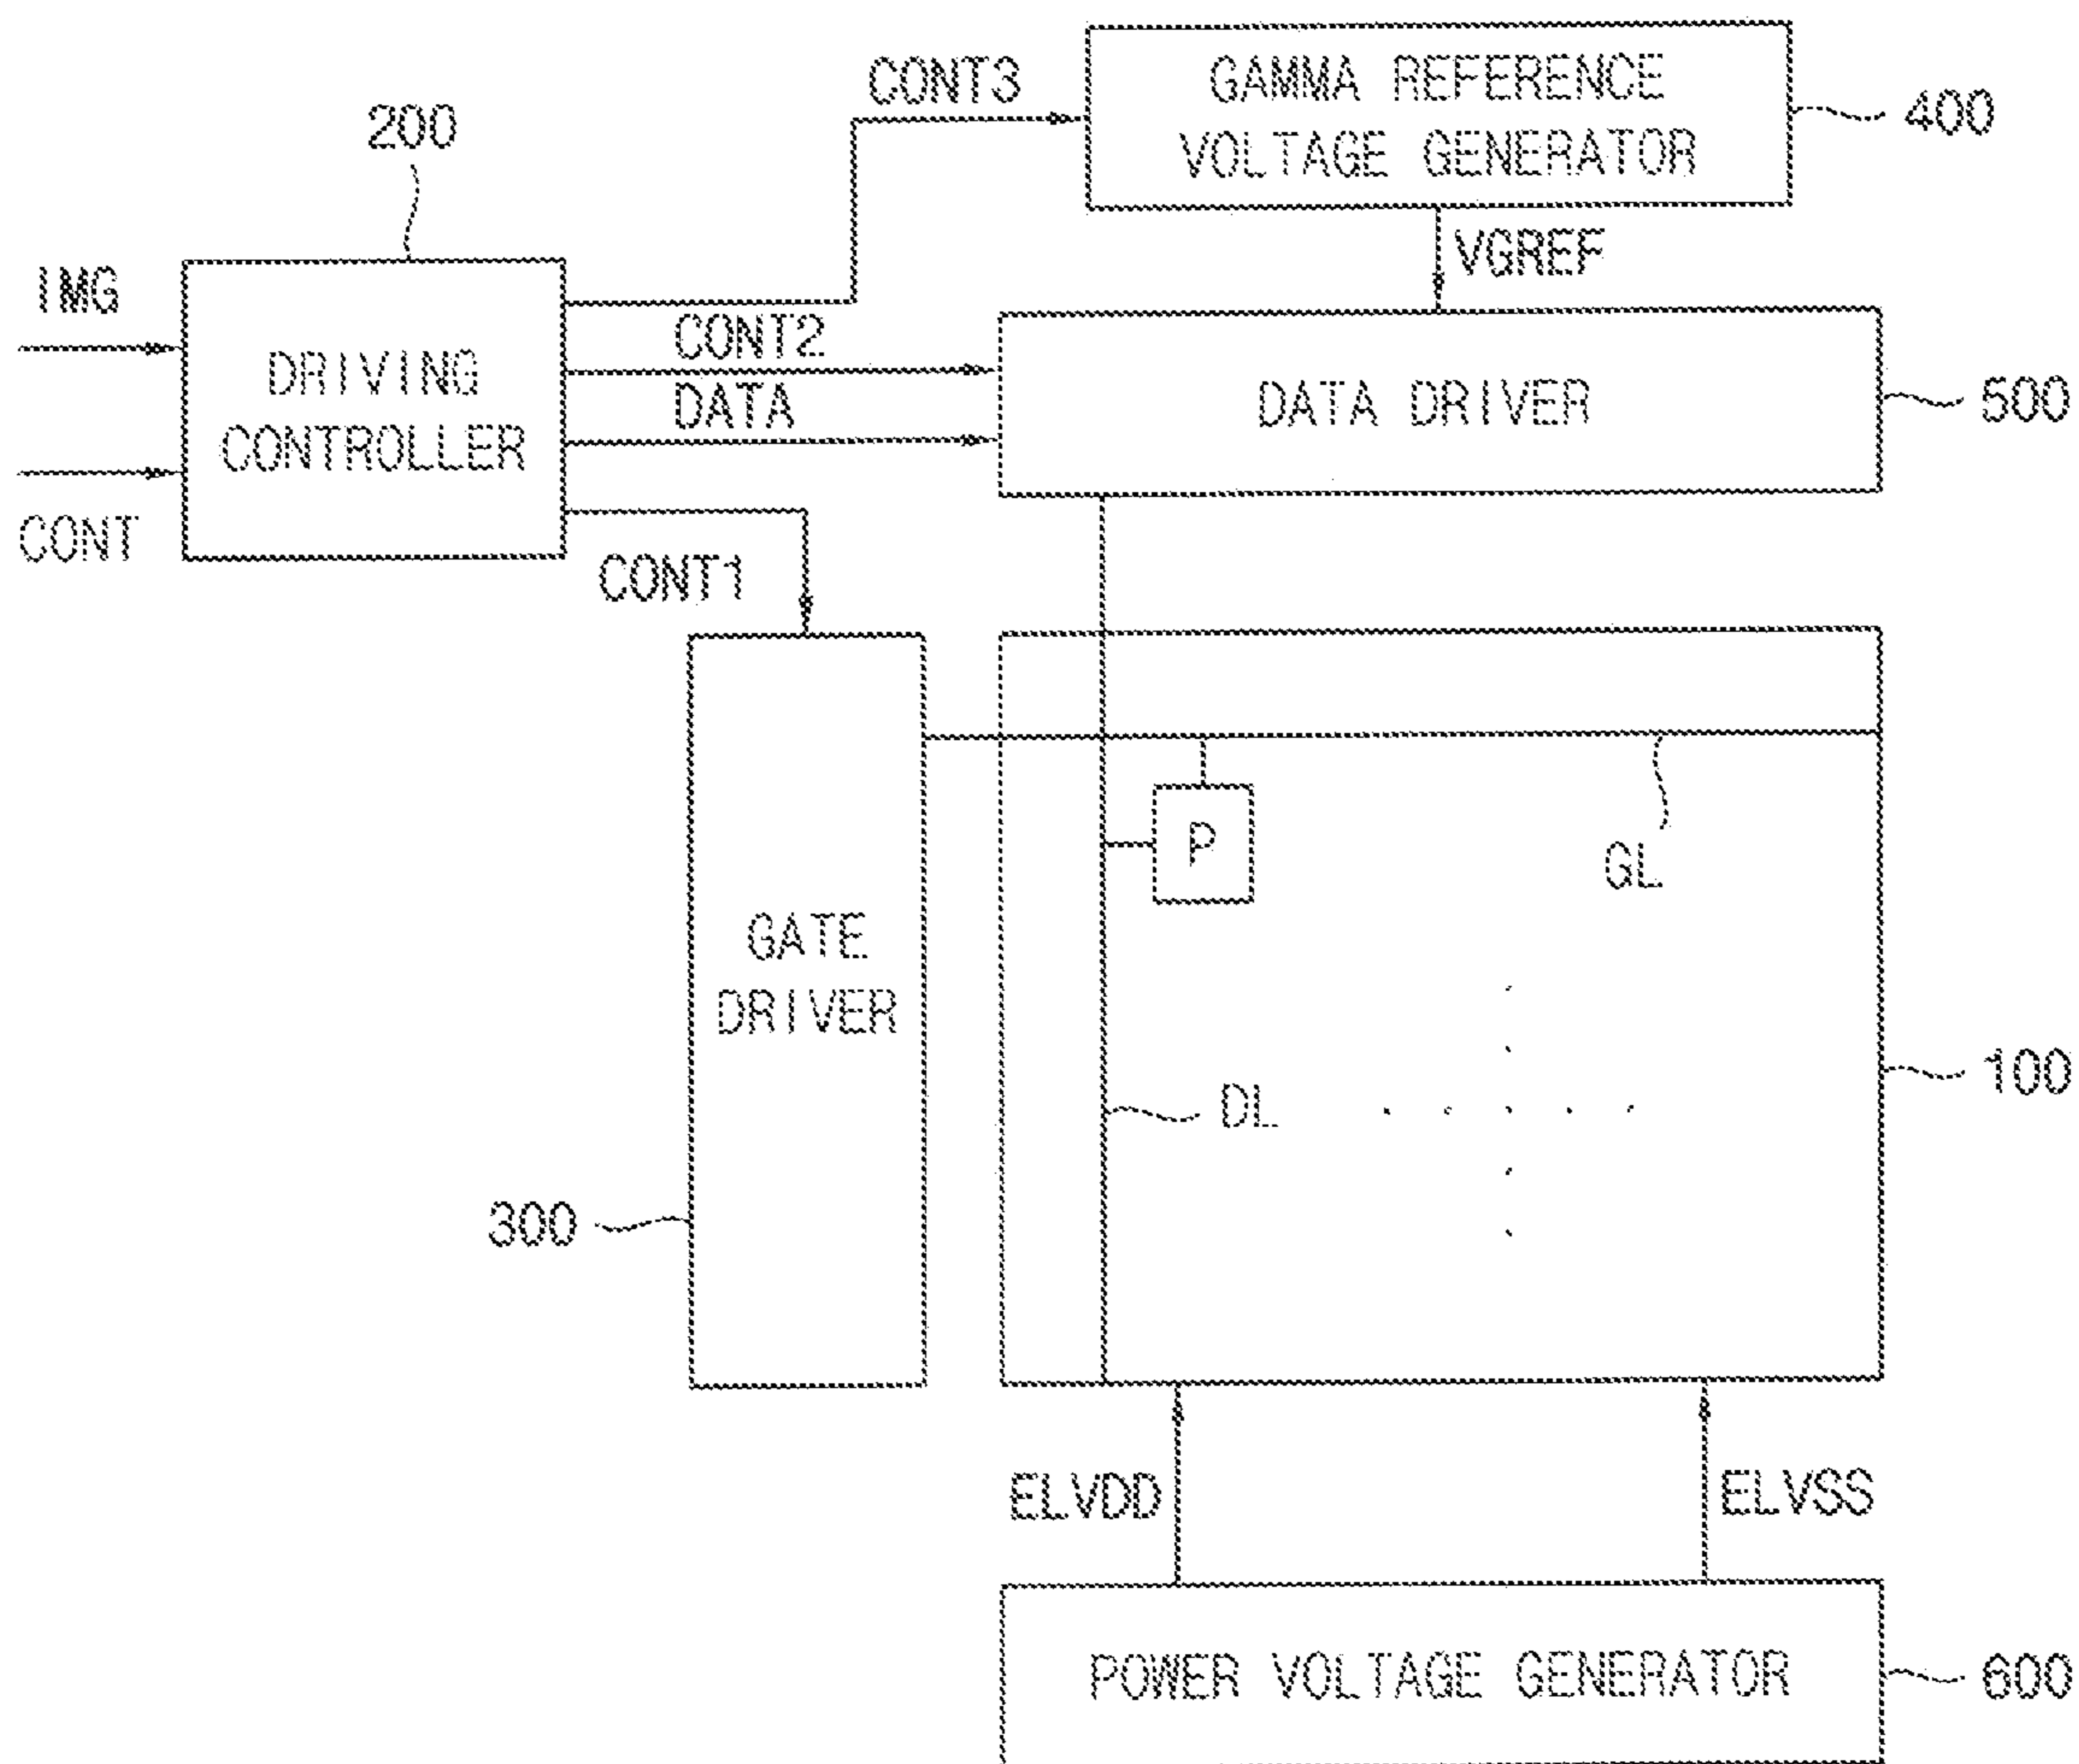 CONT3
GAMMA REFERENCE
VOLTAGE GENERATOR
400
200
VGREF
IMG
CONT2
DRIVING
CONTROLLER
DATA
DATA DRIVER
500
CONT
CONT1
P
GL
GATE
DRIVER
100
DL
300
ELVDD
ELVSS
POWER VOLTAGE GENERATOR
600